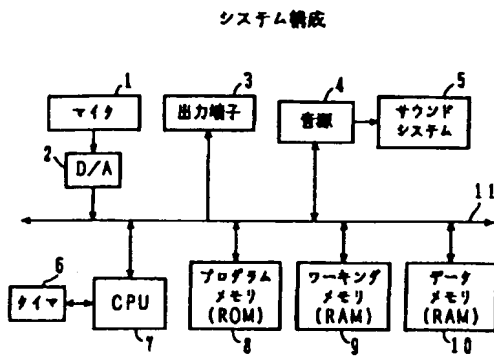 システム構成
1
3
4
5
マイク
出力端子
音源
サウンド
システム
2
D/A
11
6
タイマ
CPU
プログラム
メモリ
(ROM)
ワーキング
メモリ
(RAM)
データ
メモリ
(RAM)
7
8
9
10